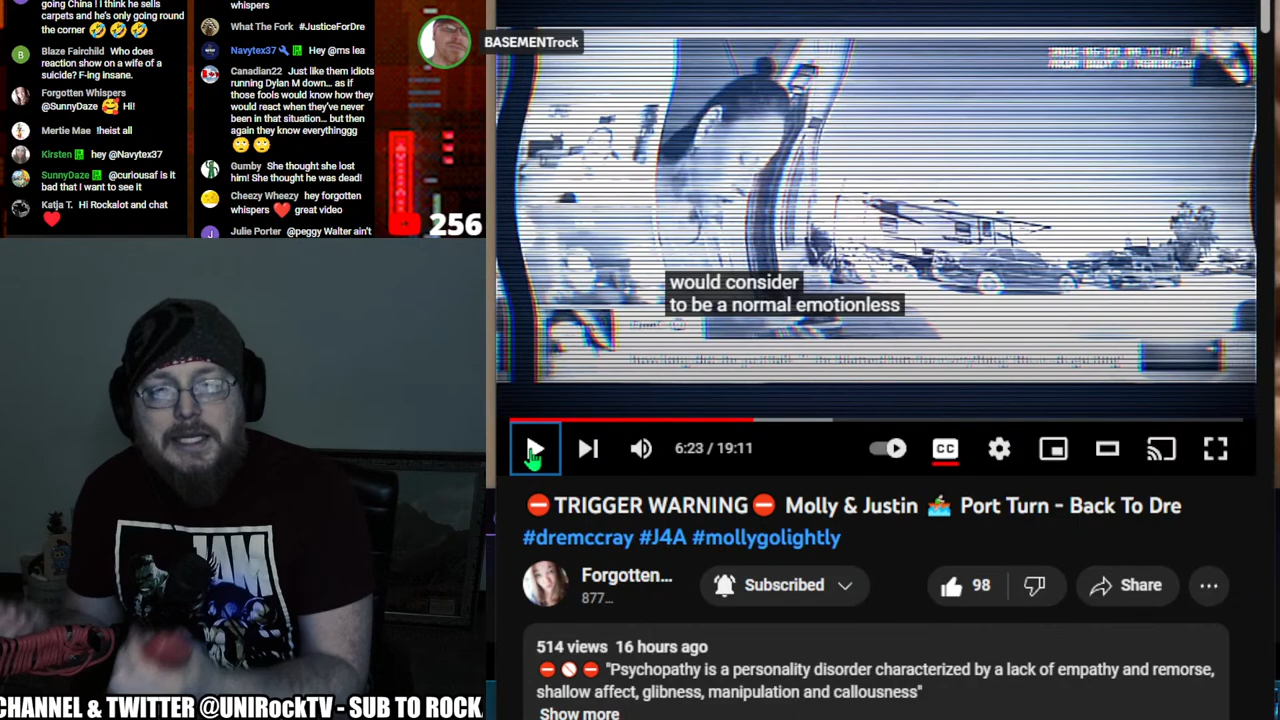 going China ! I think he sells
carpets and he's only going round
the corner 🤣 🤣 🤣
B
Blaze Fairchild Who does
reaction show on a wife of a
suicide? F-ing insane.
Forgotten Whispers
@SunnyDaze 🥰 Hi!
Mertie Mae !heist all
Kirsten hey @Navytex37
SunnyDaze @curiousaf is it
bad that I want to see it
Katja T. Hi Rockalot and chat
❤️
whispers
What The Fork #JusticeForDre
Navytex37 Hey @ms lea
Canadian22 Just like them idiots
running Dylan M down... as if
those fools would know how they
would react when they've never
been in that situation... but then
again they know everythinggg
🙄 🙄
Gumby She thought she lost
him! She thought he was dead!
Cheezy Wheezy hey forgotten
whispers ❤️ great video
J
Julie Porter @peggy Walter ain't
256
BASEMENTrock
would consider
to be a normal emotionless
6:23 / 19:11
CC
⛔TRIGGER WARNING⛔ Molly & Justin 🚣 Port Turn - Back To Dre
#dremccray #J4A #mollygolightly
Forgotten...
877...
Subscribed
98
Share
514 views 16 hours ago
⛔ 🚫 ⛔ "Psychopathy is a personality disorder characterized by a lack of empathy and remorse,
shallow affect, glibness, manipulation and callousness"
Show more
JAM
CHANNEL & TWITTER @UNIRockTV - SUB TO ROCK